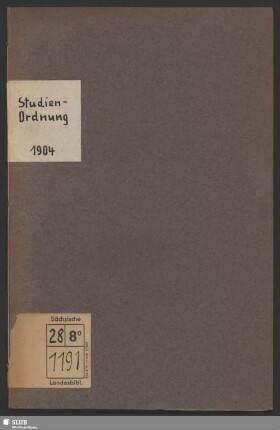 Studien-
Ordnung
1904
Sächsische
28 8°
1191
Landesbibl.
SLUB